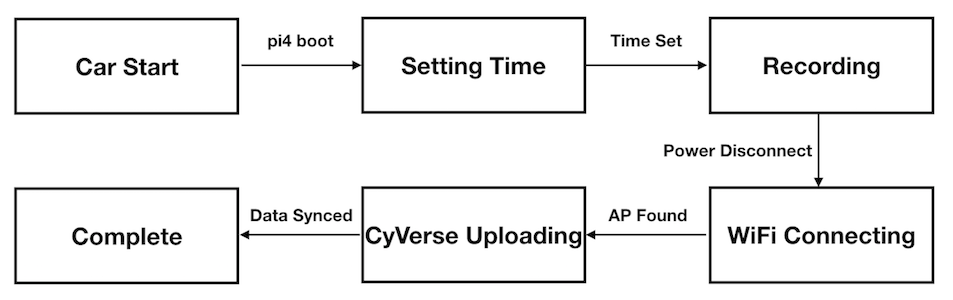 Car Start
pi4 boot
Setting Time
Time Set
Recording
Power Disconnect
WiFi Connecting
AP Found
CyVerse Uploading
Data Synced
Complete